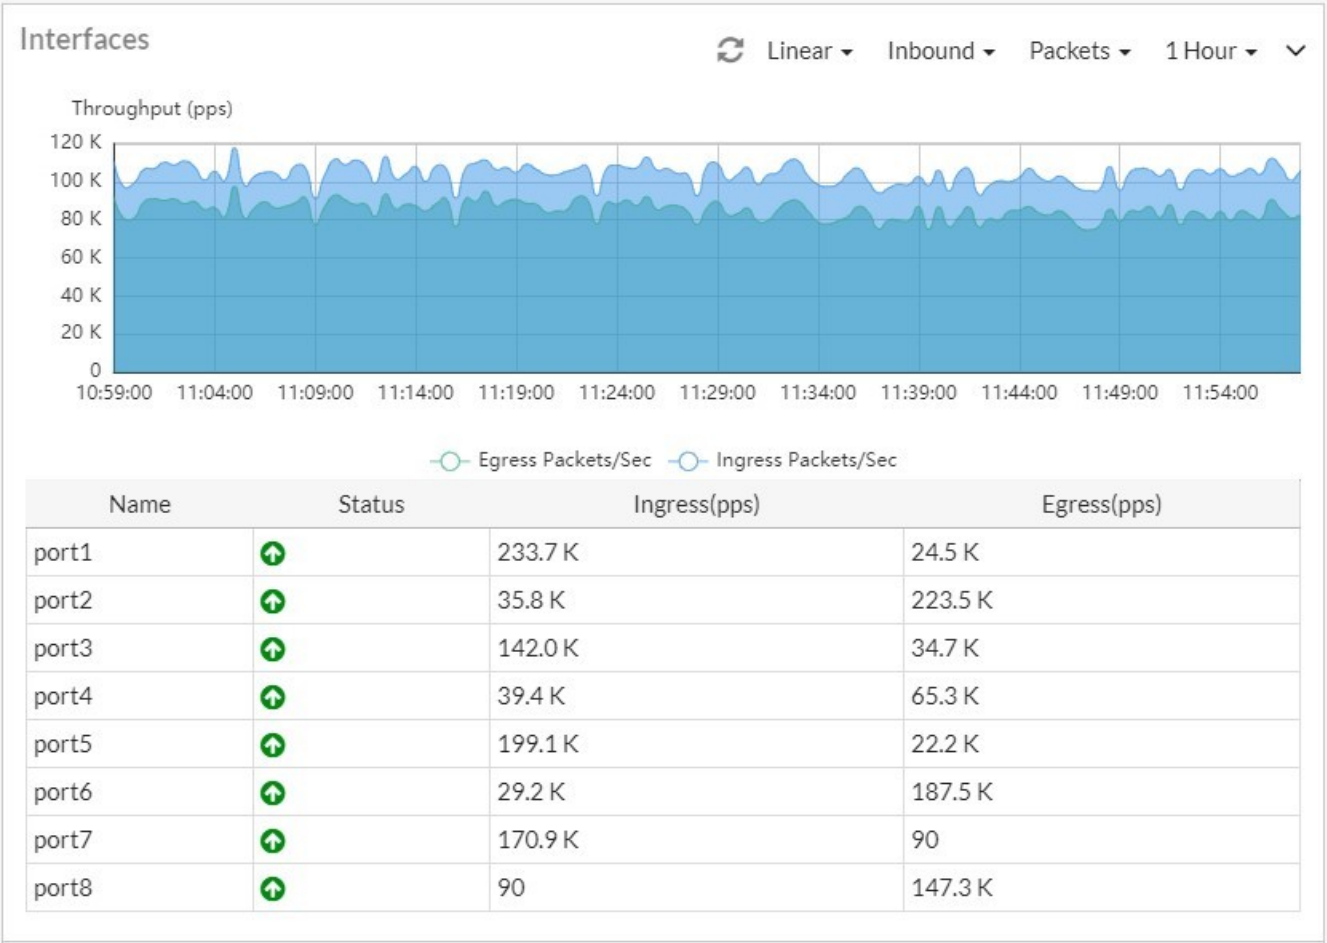 Interfaces
Linear Inbound Packets 1 Hour
Throughput (pps)
120 K
100 K
80 K
60 K
40 K
20 K
0
10:59:00 11:04:00 11:09:00 11:14:00 11:19:00 11:24:00 11:29:00 11:34:00 11:39:00 11:44:00 11:49:00 11:54:00
Egress Packets/Sec Ingress Packets/Sec
Name Status Ingress(pps) Egress(pps)
port1 233.7 K 24.5 K
port2 35.8 K 223.5 K
port3 142.0 K 34.7 K
port4 39.4 K 65.3 K
port5 199.1 K 22.2 K
port6 29.2 K 187.5 K
port7 170.9 K 90
port8 90 147.3 K